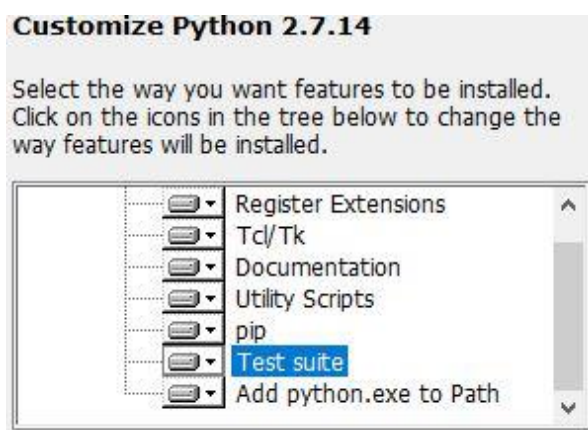 Customize Python 2.7.14
Select the way you want features to be installed.
Click on the icons in the tree below to change the
way features will be installed.
Register Extensions
Tcl/Tk
Documentation
Utility Scripts
pip
Test suite
Add python.exe to Path